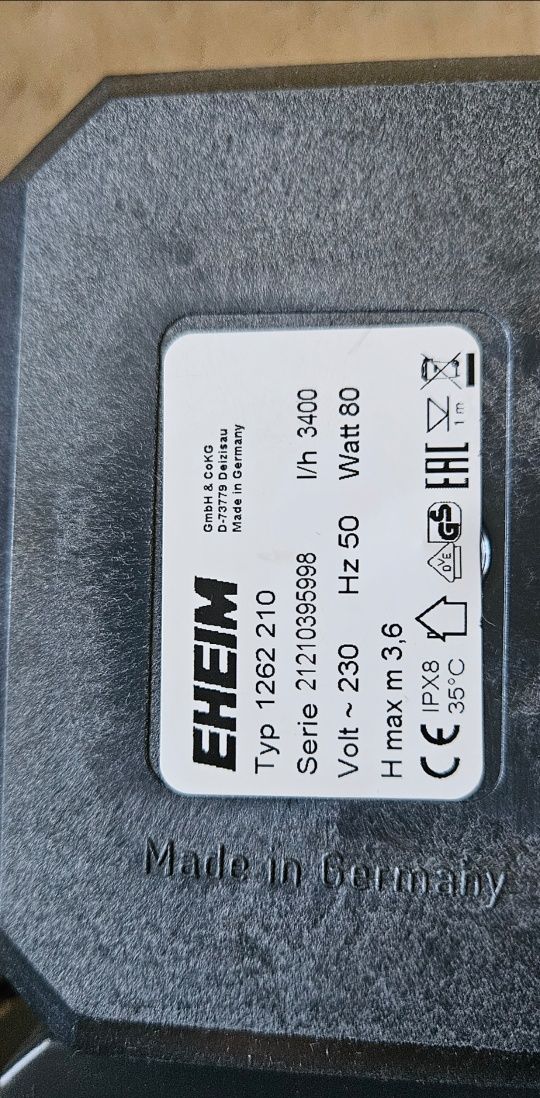 EHEIM
GmbH & CoKG
D-73779 Deizisau
Made in Germany
Typ 1262 210
Serie 21210395998 l/h 3400
Volt ~ 230 Hz 50 Watt 80
H max m 3,6
CE IPX8 35°C VDE GS EAC 1 m
Made in Germany